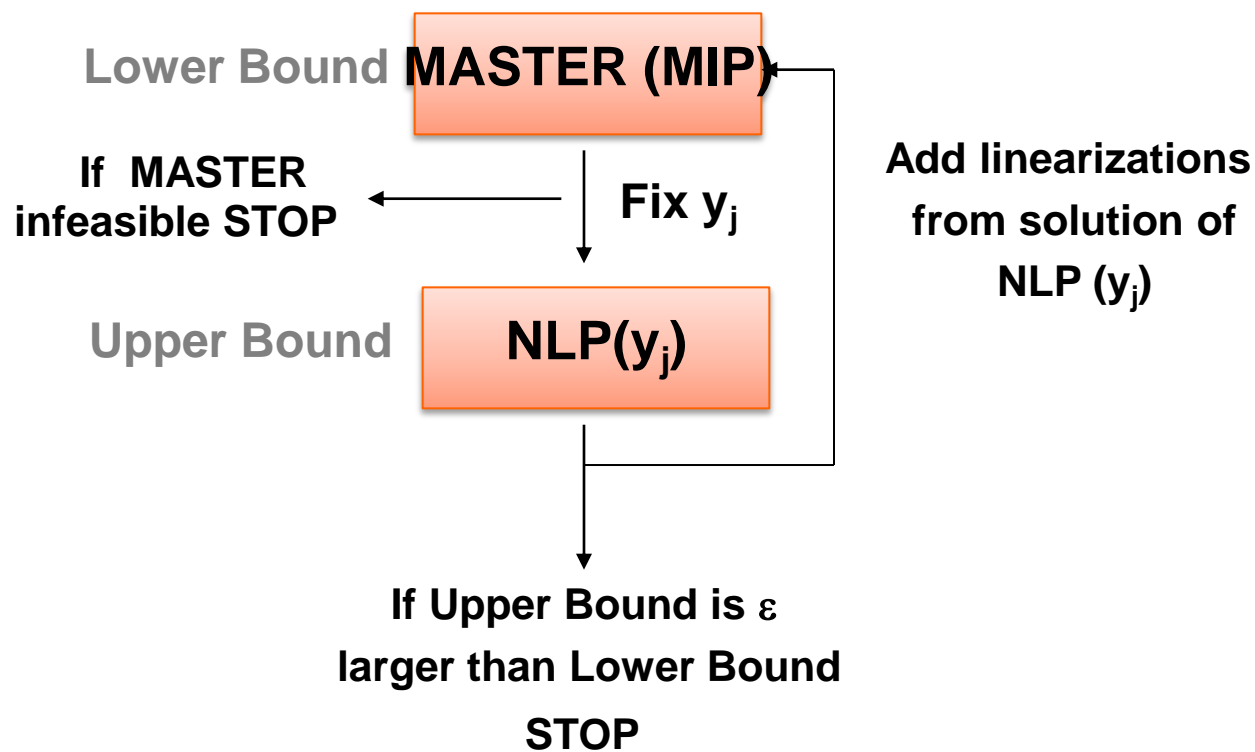 Lower Bound MASTER (MIP)
If MASTER
infeasible STOP
Fix yj
Add linearizations
from solution of
NLP (yj)
Upper Bound
NLP(yj)
If Upper Bound is ε
larger than Lower Bound
STOP